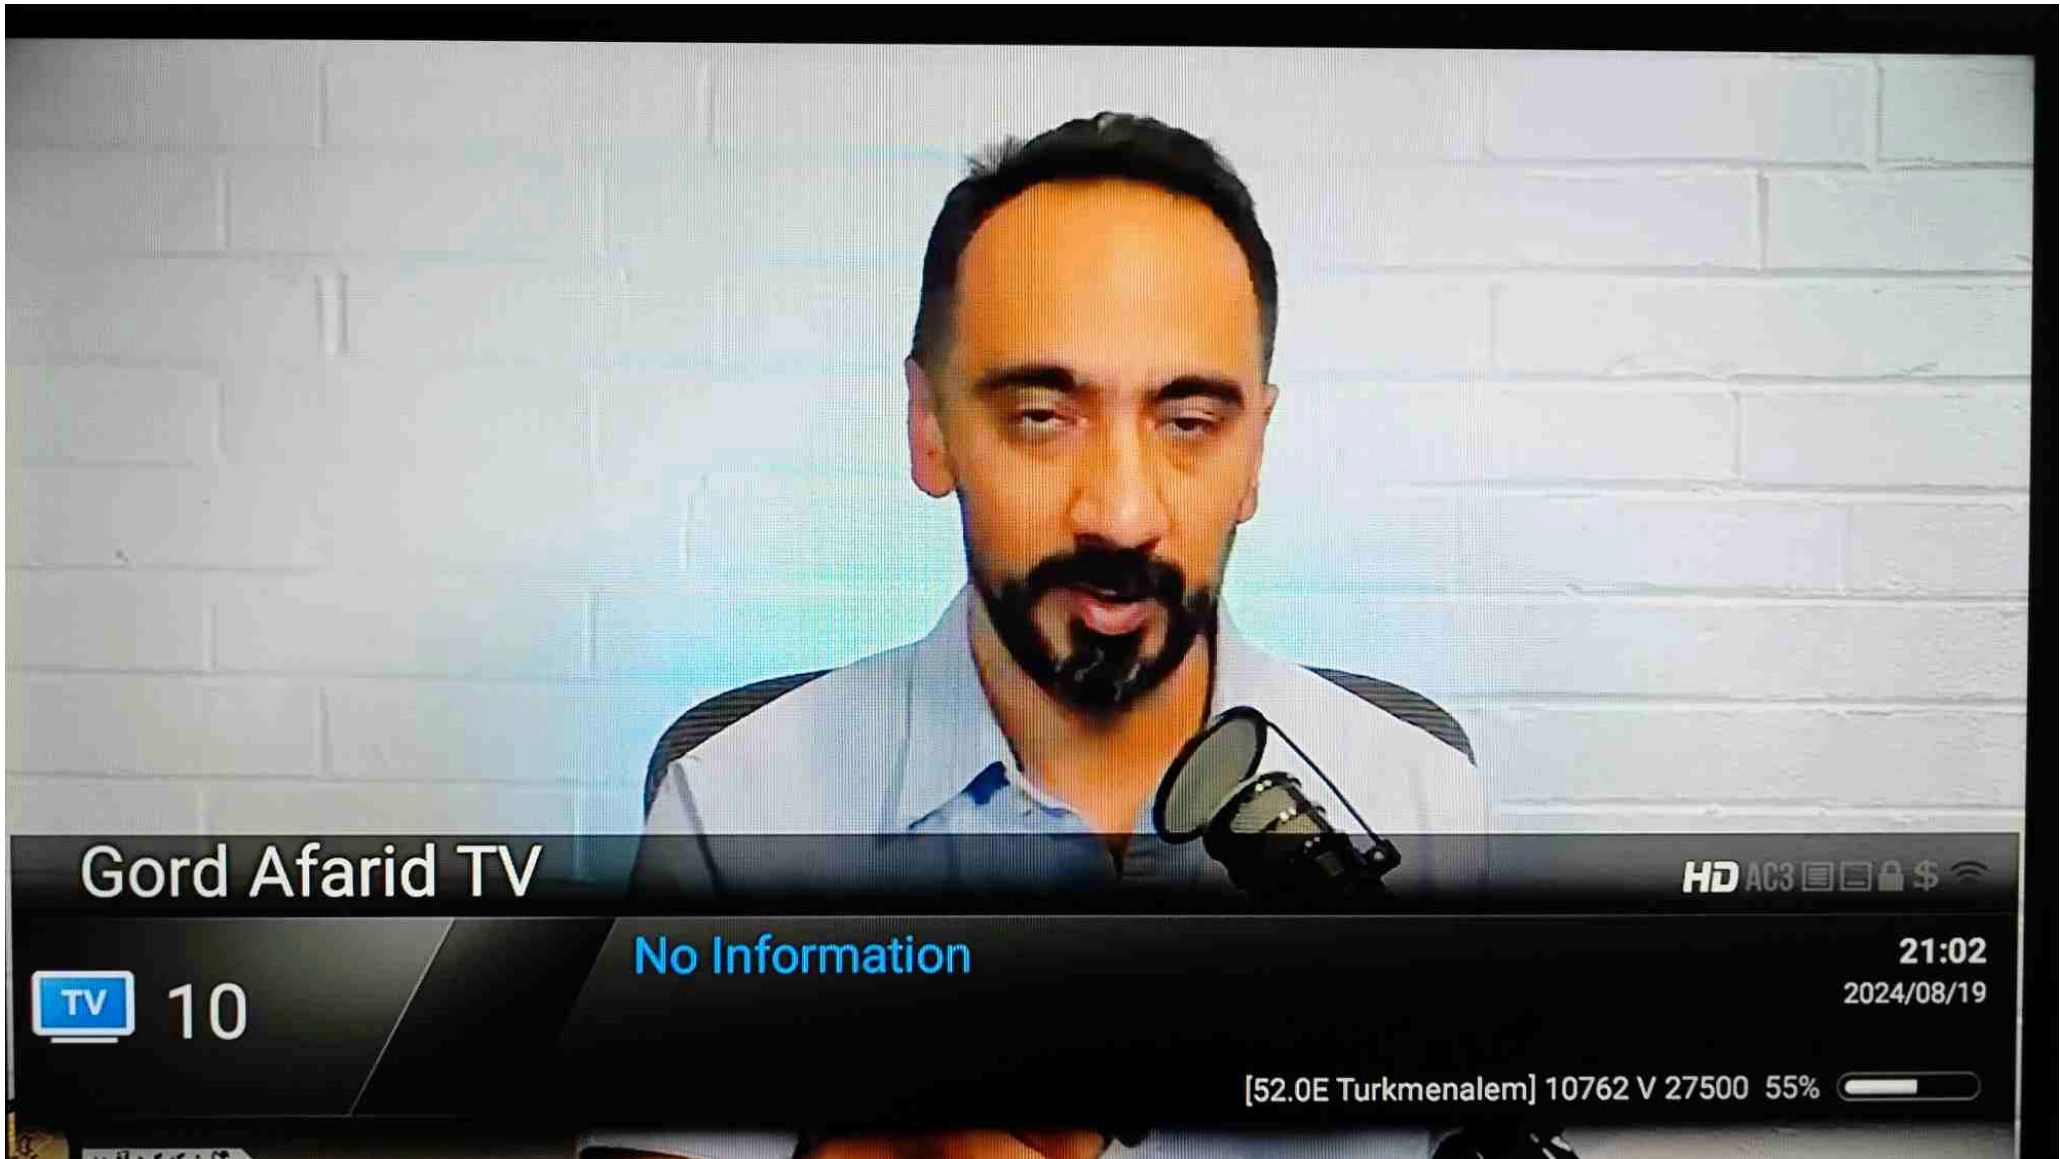 Gord Afarid TV
HD AC3 $
No Information
21:02
TV 10
2024/08/19
[52.0E Turkmenalem] 10762 V 27500 55%